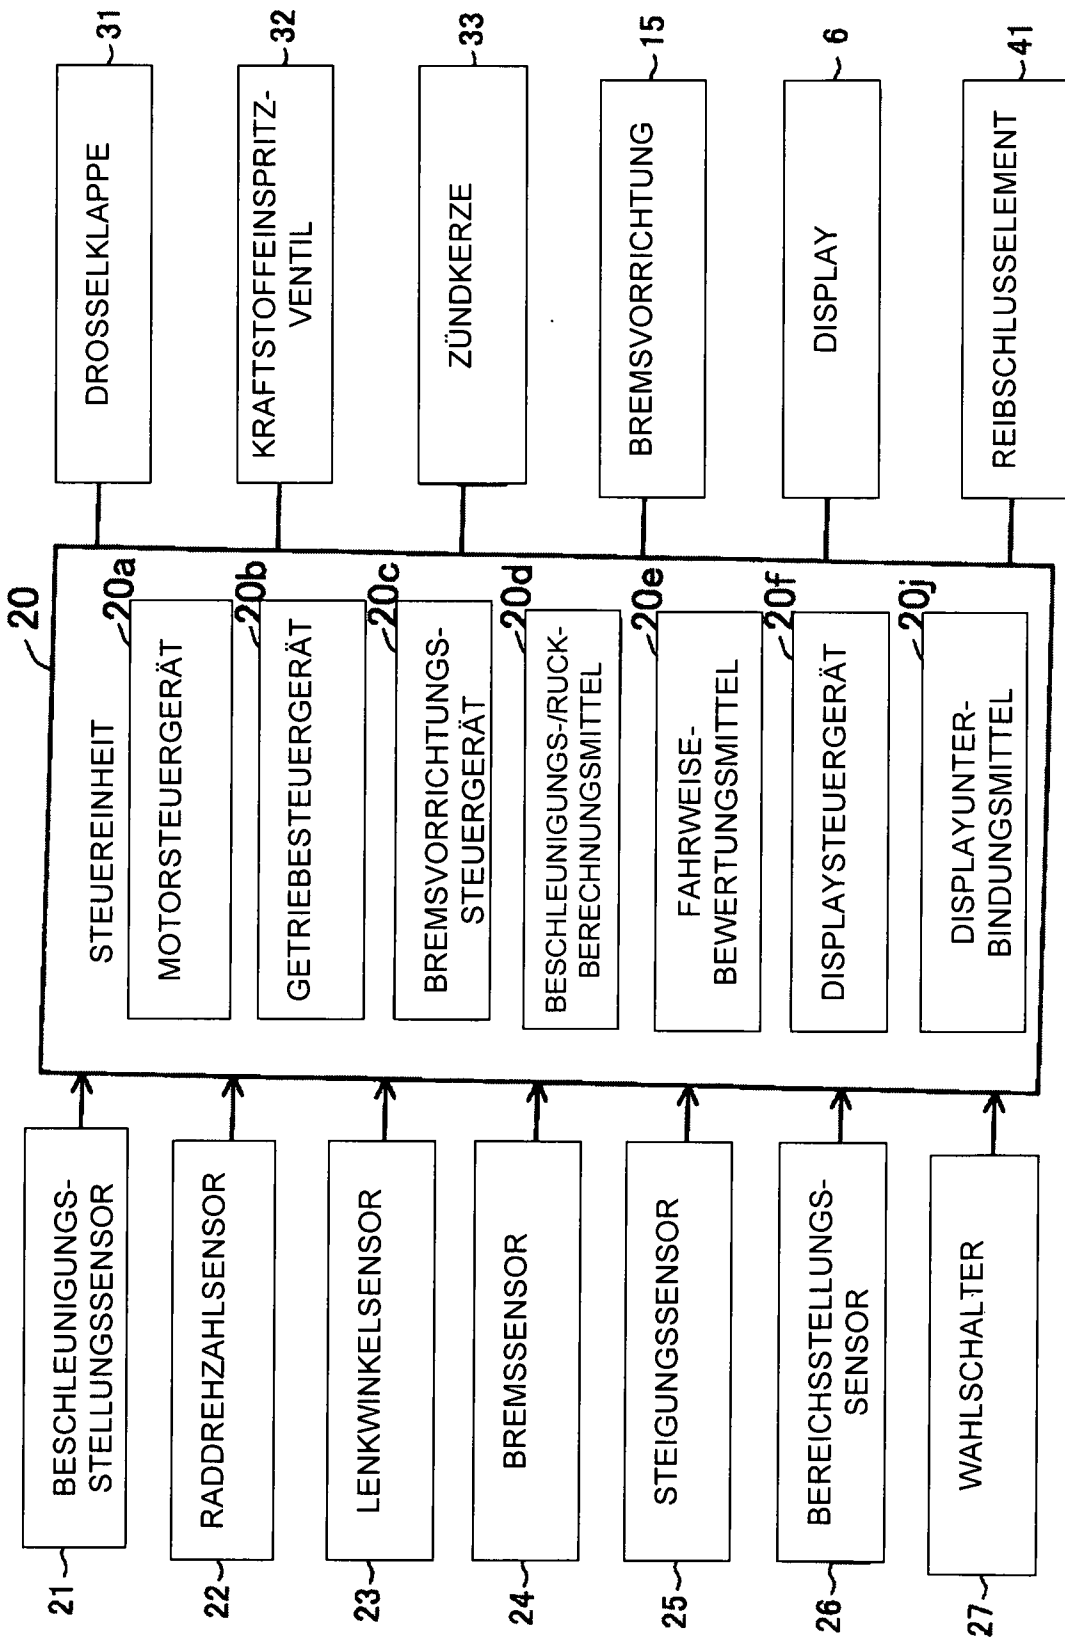 21
BESCHLEUNIGUNGS-
STELLUNGSSENSOR
22
RADDREHZAHLSENSOR
23
LENKWINKELSENSOR
24
BREMSSENSOR
25
STEIGUNGSSENSOR
26
BEREICHSSTELLUNGS-
SENSOR
27
WAHLSCHALTER
20
STEUEREINHEIT
20a
MOTORSTEUERGERÄT
20b
GETRIEBESTEUERGERÄT
20c
BREMSVORRICHTUNGS-
STEUERGERÄT
20d
BESCHLEUNIGUNGS-/RUCK-
BERECHNUNGSMITTEL
20e
FAHRWEISE-
BEWERTUNGSMITTEL
20f
DISPLAYSTEUERGERÄT
20j
DISPLAYUNTER-
BINDUNGSMITTEL
DROSSELKLAPPE
31
KRAFTSTOFFEINSPRITZ-
VENTIL
32
ZÜNDKERZE
33
BREMSVORRICHTUNG
15
DISPLAY
6
REIBSCHLUSSELEMENT
41